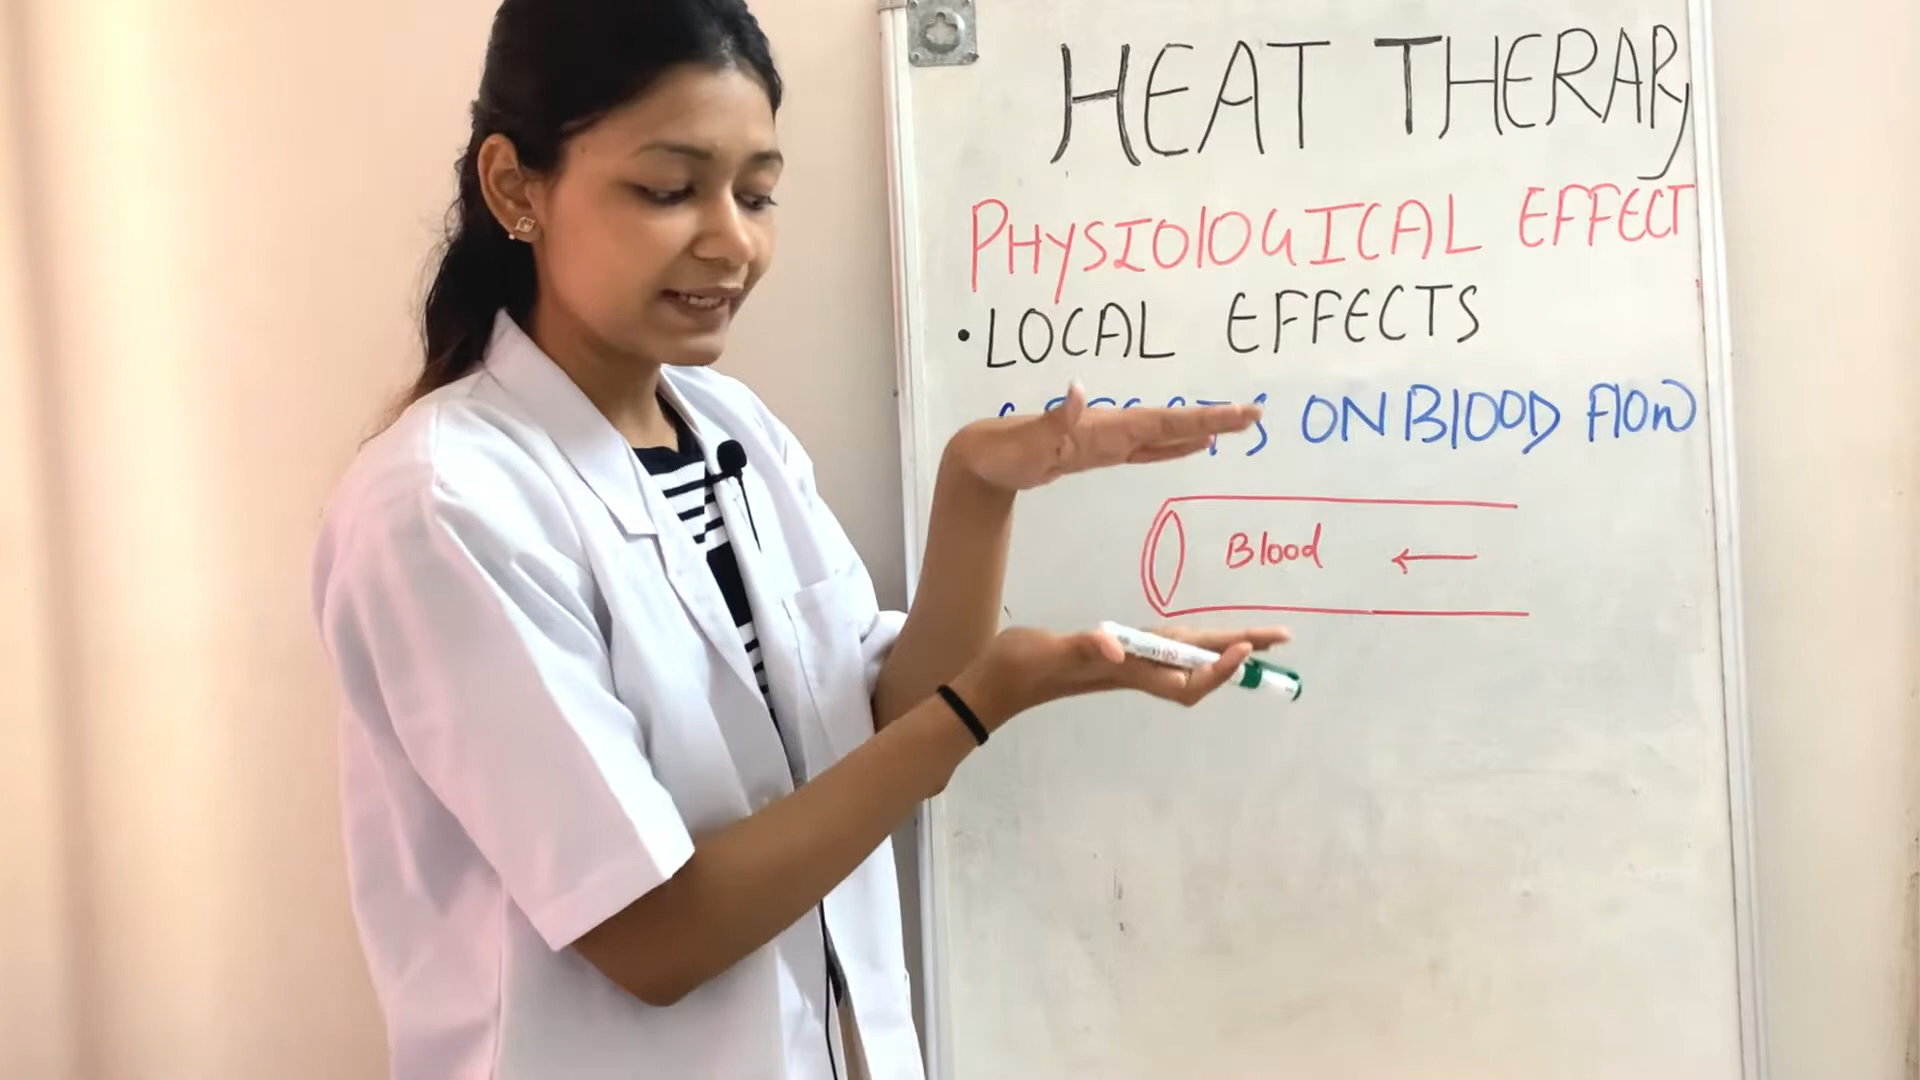 HEAT THERAPY
PHYSIOLOGICAL EFFECT
• LOCAL EFFECTS
ON BLOOD FLOW
Blood ←